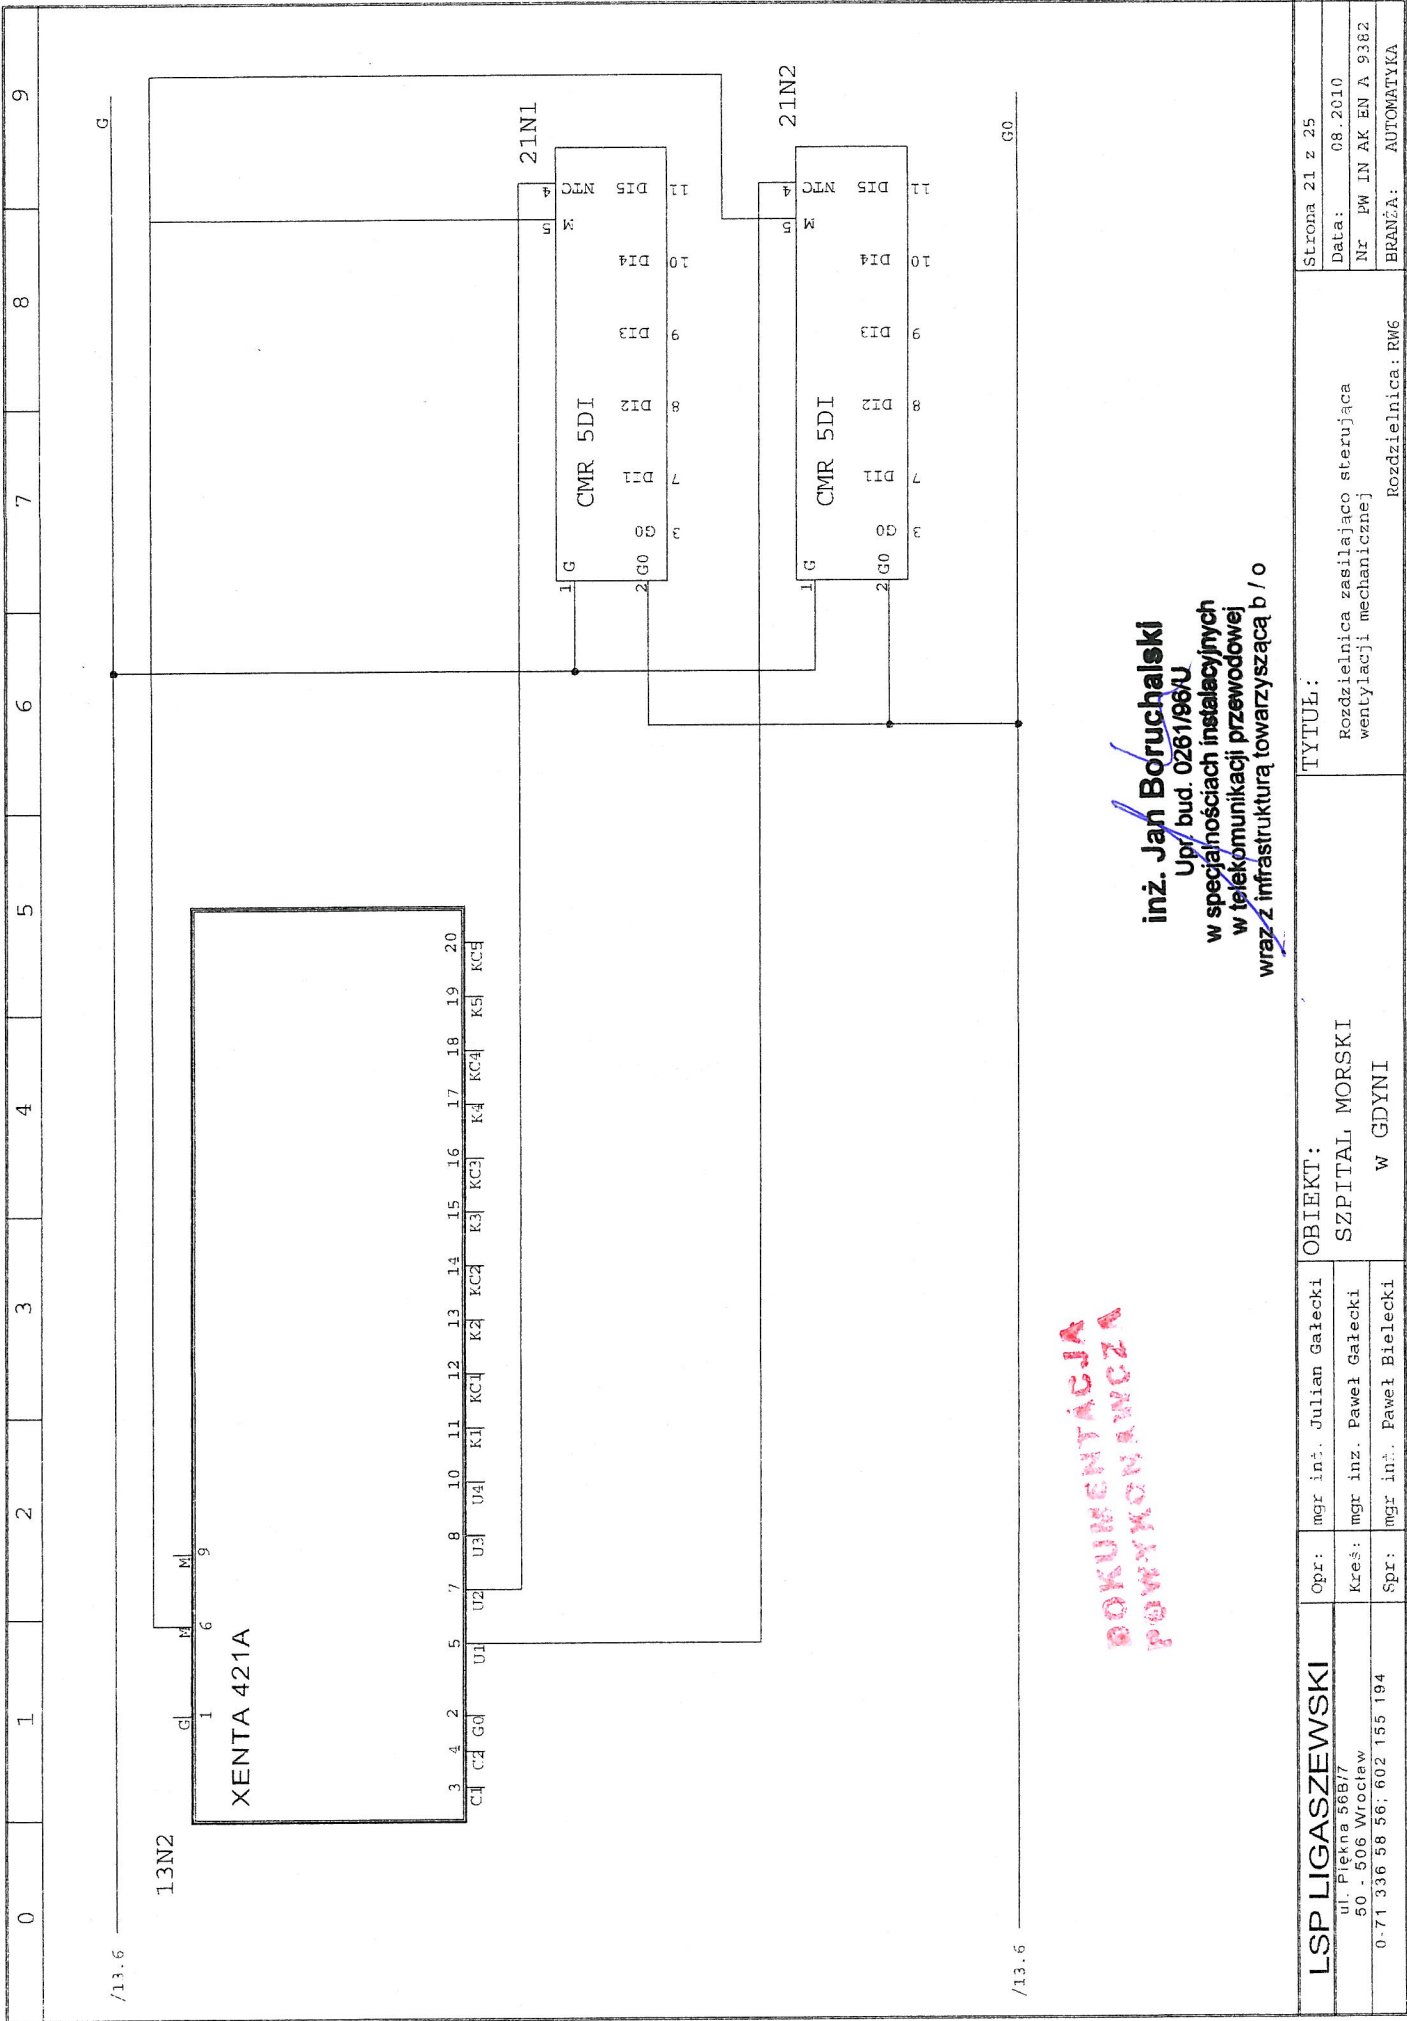 0 1 2 3 4 5 6 7 8 9
/13.6
G
13N2
G M M
1 6 9
XENTA 421A
3 4 2 5 7 8 10 11 12 13 14 15 16 17 18 19 20
C1 C2 G0 U1 U2 U3 U4 K1 KC1 K2 KC2 K3 KC3 K4 KC4 K5 KC5
21N1
5 4
M NTC
1 G
CMR 5DI
2 G0
G0 DI1 DI2 DI3 DI4 DI5
3 7 8 9 10 11
21N2
5 4
M NTC
1 G
CMR 5DI
2 G0
G0 DI1 DI2 DI3 DI4 DI5
3 7 8 9 10 11
/13.6
G0
DOKUMENTACJA
POWYKONAWCZA
inż. Jan Boruchalski
Upr. bud. 0261/96/U
w specjalnościach instalacyjnych
w telekomunikacji przewodowej
wraz z infrastrukturą towarzyszącą b / o
LSP LIGASZEWSKI
ul. Piękna 56B/7
50 - 506 Wrocław
0-71 336 58 56; 602 155 194
Opr: mgr inż. Julian Gałecki
Kreś: mgr inz. Paweł Gałecki
Spr: mgr inż. Paweł Bielecki
OBIEKT:
SZPITAL MORSKI
w GDYNI
TYTUŁ:
Rozdzielnica zasilająco sterująca
wentylacji mechanicznej
Rozdzielnica: RW6
Strona 21 z 25
Data: 08.2010
Nr PW IN AK EN A 9382
BRANŻA: AUTOMATYKA